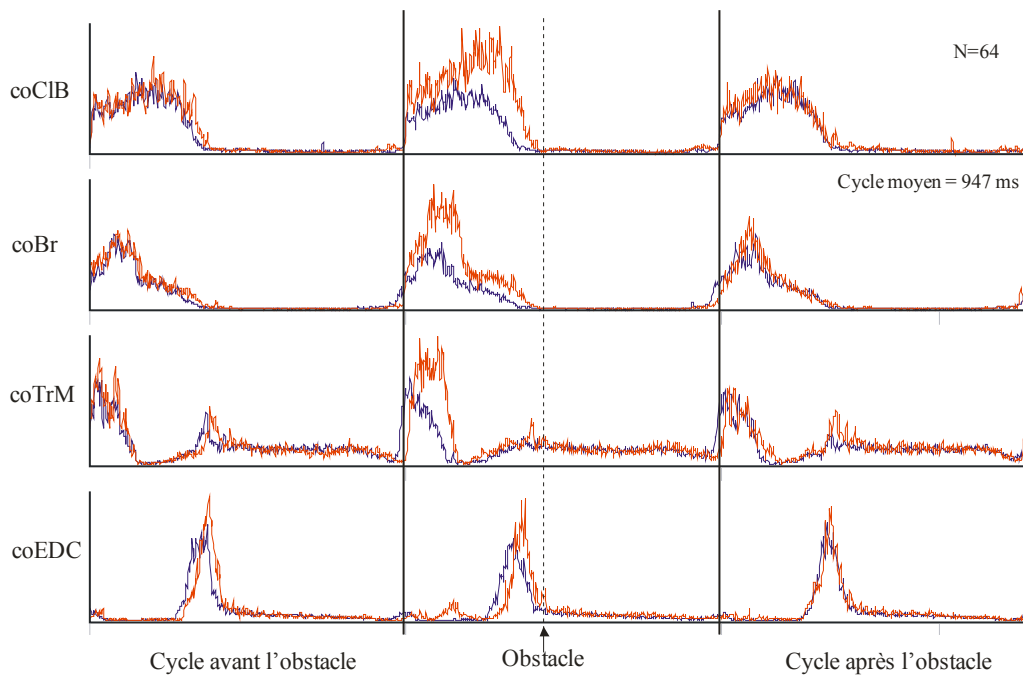 N=64
coClB
Cycle moyen = 947 ms
coBr
coTrM
coEDC
Cycle avant l'obstacle
Obstacle
Cycle après l'obstacle